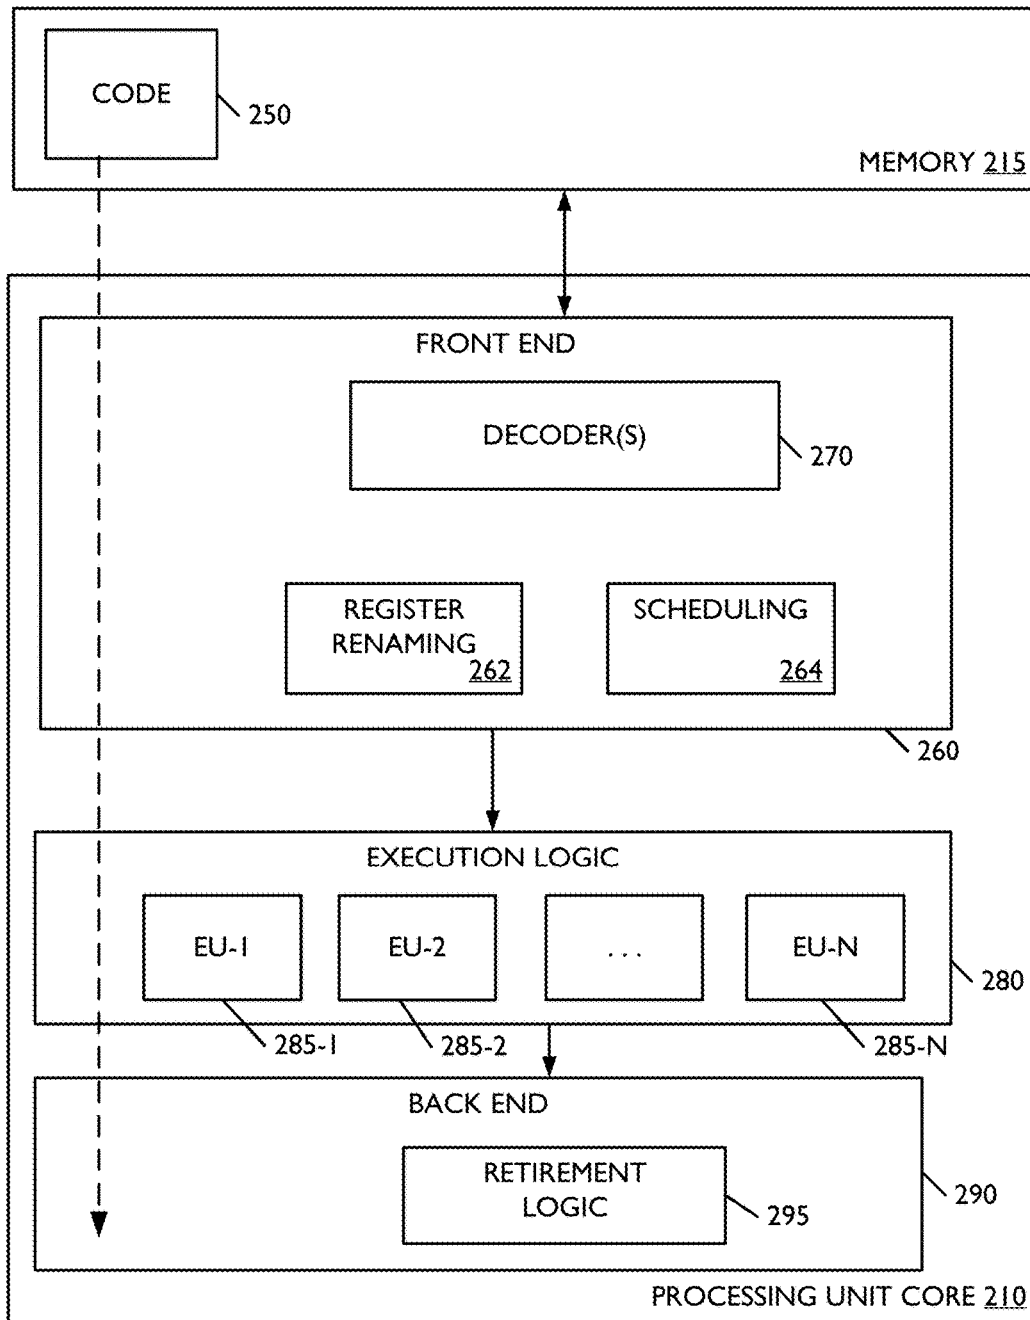 CODE
250
MEMORY 215
FRONT END
DECODER(S)
270
REGISTER
RENAMING
262
SCHEDULING
264
260
EXECUTION LOGIC
EU-1
EU-2
...
EU-N
280
285-1
285-2
285-N
BACK END
RETIREMENT
LOGIC
295
290
PROCESSING UNIT CORE 210